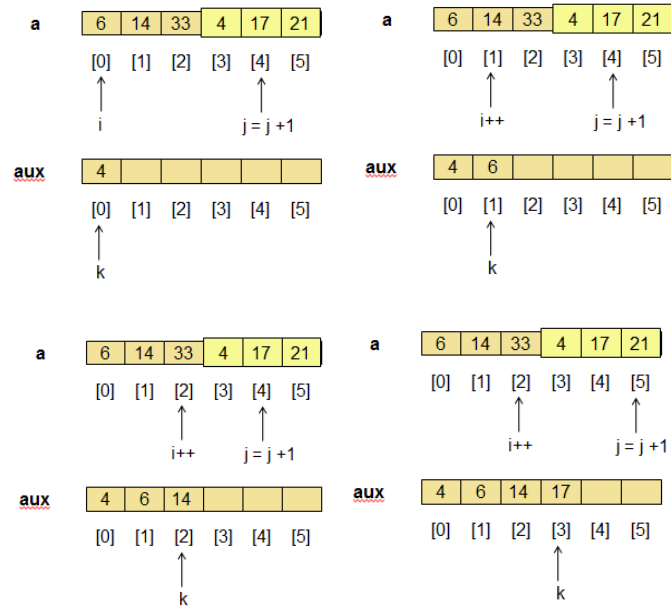 a 6 14 33 4 17 21
[0] [1] [2] [3] [4] [5]
i j = j +1
aux 4
[0] [1] [2] [3] [4] [5]
k
a 6 14 33 4 17 21
[0] [1] [2] [3] [4] [5]
i++ j = j +1
aux 4 6
[0] [1] [2] [3] [4] [5]
k
a 6 14 33 4 17 21
[0] [1] [2] [3] [4] [5]
i++ j = j +1
aux 4 6 14
[0] [1] [2] [3] [4] [5]
k
a 6 14 33 4 17 21
[0] [1] [2] [3] [4] [5]
i++ j = j +1
aux 4 6 14 17
[0] [1] [2] [3] [4] [5]
k